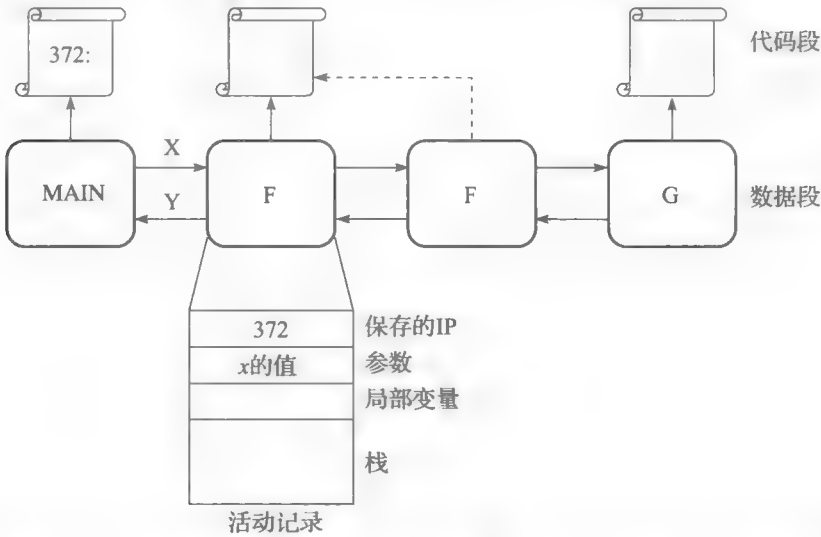 372:
代码段
X
MAIN
F
F
G
数据段
Y
372
保存的IP
x的值
参数
局部变量
栈
活动记录